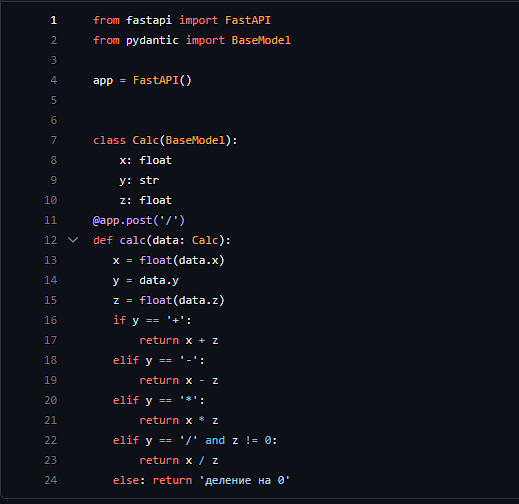 1 from fastapi import FastAPI
2 from pydantic import BaseModel
3
4 app = FastAPI()
5
6
7 class Calc(BaseModel):
8     x: float
9     y: str
10     z: float
11 @app.post('/')
12 def calc(data: Calc):
13    x = float(data.x)
14    y = data.y
15    z = float(data.z)
16    if y == '+':
17        return x + z
18    elif y == '-':
19        return x - z
20    elif y == '*':
21        return x * z
22    elif y == '/' and z != 0:
23        return x / z
24    else: return 'деление на 0'